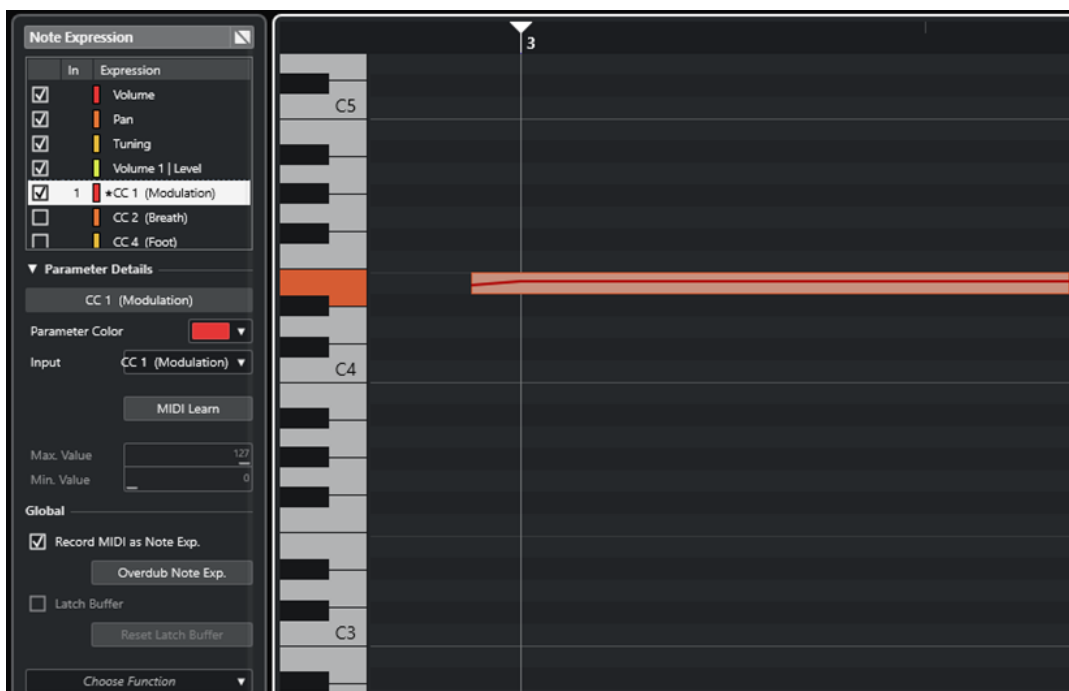 Note Expression
In Expression
Volume
Pan
Tuning
Volume 1 | Level
1 ★CC 1 (Modulation)
CC 2 (Breath)
CC 4 (Foot)
▼ Parameter Details
CC 1 (Modulation)
Parameter Color
Input CC 1 (Modulation)
MIDI Learn
Max. Value 127
Min. Value 0
Global
Record MIDI as Note Exp.
Overdub Note Exp.
Latch Buffer
Reset Latch Buffer
Choose Function
3
C5
C4
C3